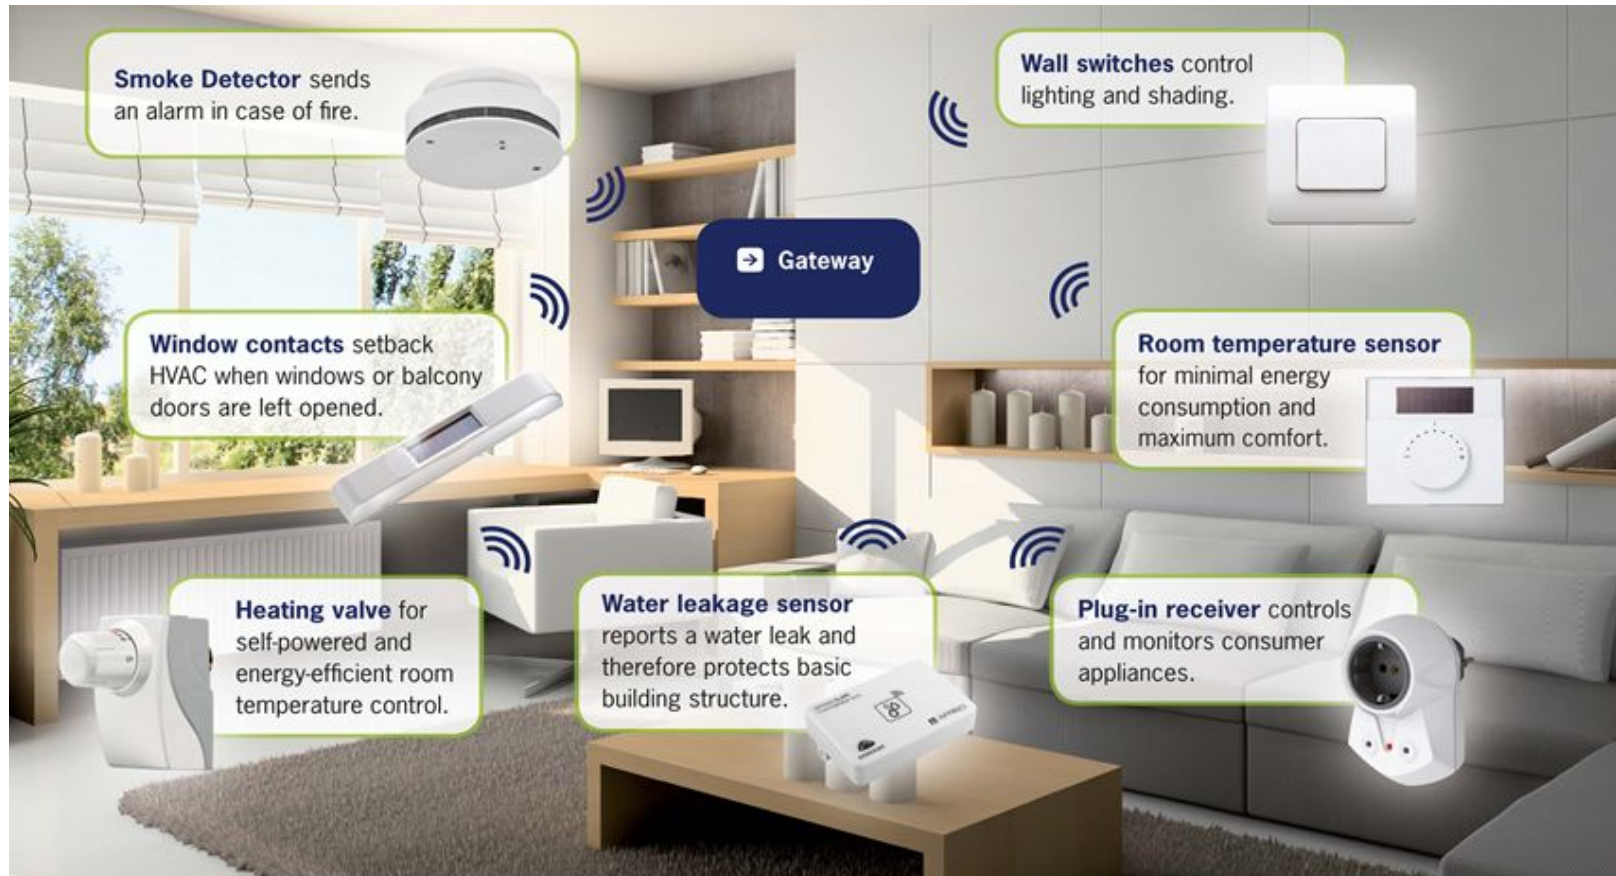 Smoke Detector sends
an alarm in case of fire.
Wall switches control
lighting and shading.
Gateway
Window contacts setback
HVAC when windows or balcony
doors are left opened.
Room temperature sensor
for minimal energy
consumption and
maximum comfort.
Heating valve for
self-powered and
energy-efficient room
temperature control.
Water leakage sensor
reports a water leak and
therefore protects basic
building structure.
Plug-in receiver controls
and monitors consumer
appliances.